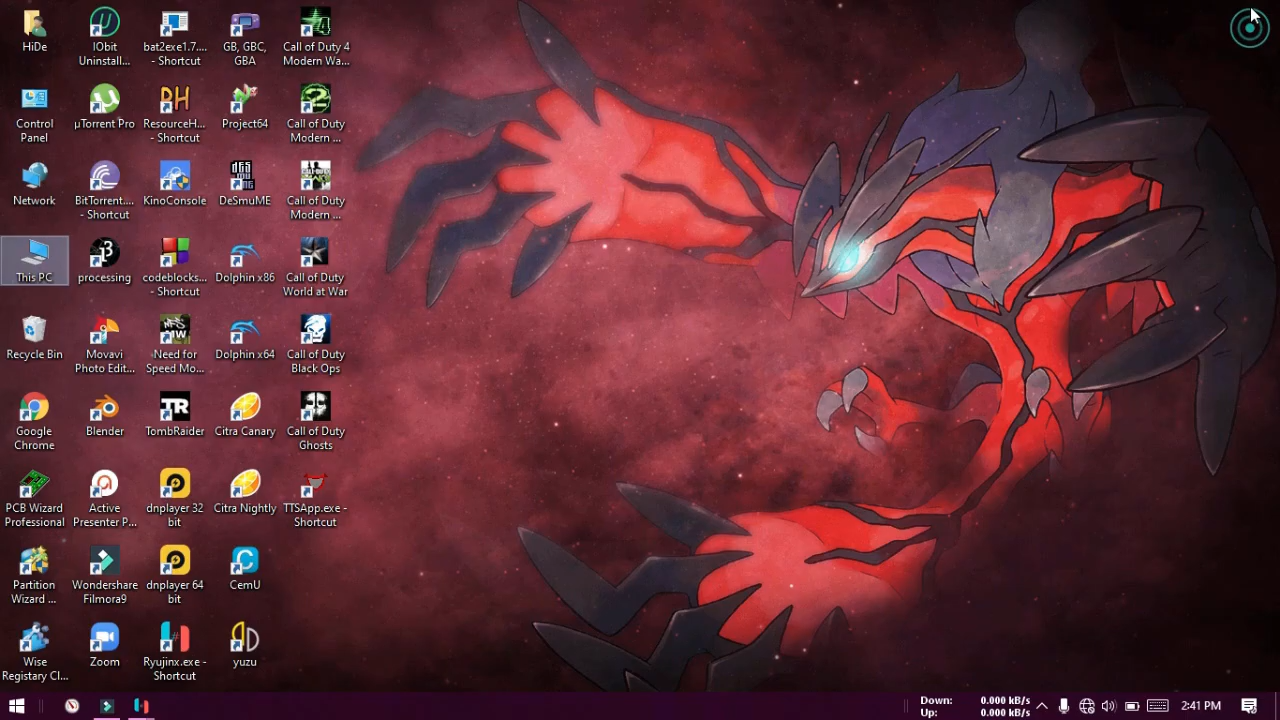 HiDe
IObit
Uninstall...
bat2exe1.7....
- Shortcut
GB, GBC,
GBA
Call of Duty 4
Modern Wa...
Control
Panel
µTorrent Pro
ResourceH...
- Shortcut
Project64
Call of Duty
Modern ...
Network
BitTorrent....
- Shortcut
KinoConsole
DeSmuME
Call of Duty
Modern ...
This PC
processing
codeblocks...
- Shortcut
Dolphin x86
Call of Duty
World at War
Recycle Bin
Movavi
Photo Edit...
Need for
Speed Mo...
Dolphin x64
Call of Duty
Black Ops
Google
Chrome
Blender
TR
TombRaider
Citra Canary
Call of Duty
Ghosts
PCB Wizard
Professional
Active
Presenter P...
dnplayer 32
bit
Citra Nightly
TTSApp.exe -
Shortcut
Partition
Wizard ...
Wondershare
Filmora9
dnplayer 64
bit
CemU
Wise
Registry Cl...
Zoom
Ryujinx.exe -
Shortcut
yuzu
Down: 0.000 kB/s
Up: 0.000 kB/s
2:41 PM